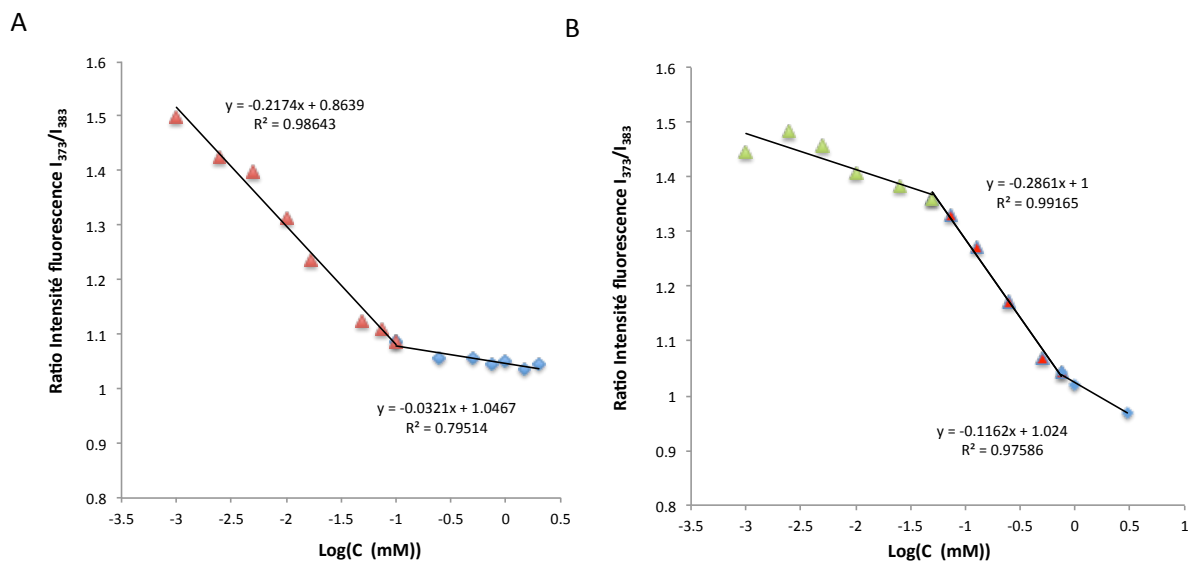 A
Ratio Intensité fluorescence I373/I383
1.6
1.5
1.4
1.3
1.2
1.1
1
0.9
0.8
y = -0.2174x + 0.8639
R² = 0.98643
y = -0.0321x + 1.0467
R² = 0.79514
-3.5 -3 -2.5 -2 -1.5 -1 -0.5 0 0.5
Log(C (mM))
B
Ratio Intensité fluorescence I373/I383
1.6
1.5
1.4
1.3
1.2
1.1
1
0.9
0.8
y = -0.2861x + 1
R² = 0.99165
y = -0.1162x + 1.024
R² = 0.97586
-3.5 -3 -2.5 -2 -1.5 -1 -0.5 0 0.5 1
Log(C (mM))